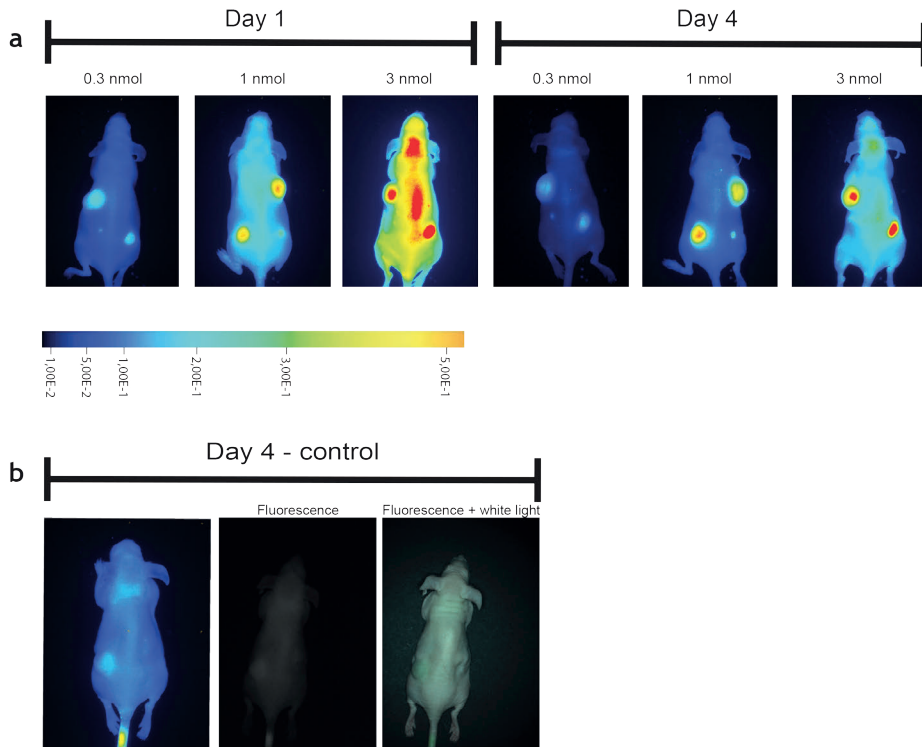 a
Day 1
Day 4
0.3 nmol
1 nmol
3 nmol
0.3 nmol
1 nmol
3 nmol
1,00E-2
5,00E-2
1,00E-1
2,00E-1
3,00E-1
5,00E-1
b
Day 4 - control
Fluorescence
Fluorescence + white light